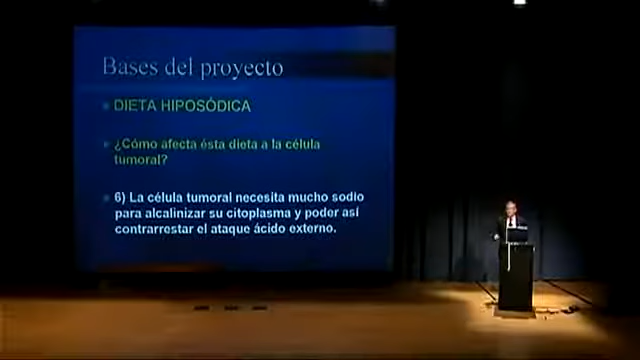 Bases del proyecto
DIETA HIPOSÓDICA
¿Cómo afecta ésta dieta a la célula
tumoral?
6) La célula tumoral necesita mucho sodio
para alcalinizar su citoplasma y poder así
contrarrestar el ataque ácido externo.